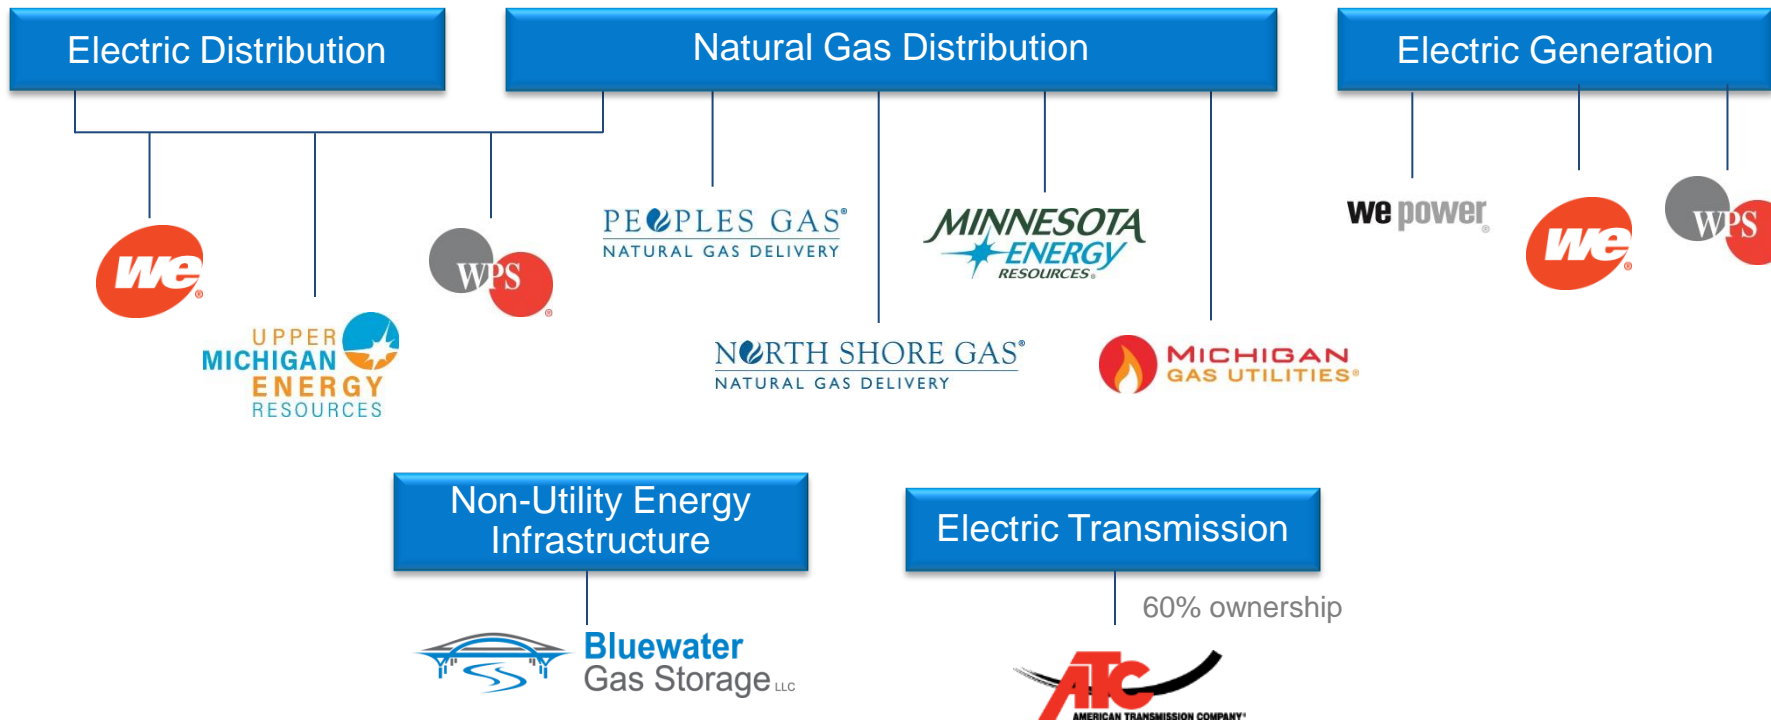 Electric Distribution
Natural Gas Distribution
Electric Generation
we®
UPPER
MICHIGAN
ENERGY
RESOURCES
WPS®
PEOPLES GAS®
NATURAL GAS DELIVERY
NORTH SHORE GAS®
NATURAL GAS DELIVERY
MINNESOTA
ENERGY
RESOURCES®
MICHIGAN
GAS UTILITIES®
we power®
we®
WPS
Non-Utility Energy
Infrastructure
Bluewater
Gas Storage LLC
Electric Transmission
60% ownership
ATC
AMERICAN TRANSMISSION COMPANY®